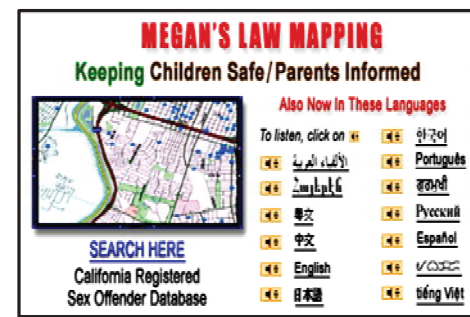 MEGAN'S LAW MAPPING
Keeping Children Safe/Parents Informed
Also Now In These Languages
To listen, click on
한국어
Português
Русский
Español
tiếng Việt
الألفباء العربية
粵文
中文
English
日本語
SEARCH HERE
California Registered
Sex Offender Database